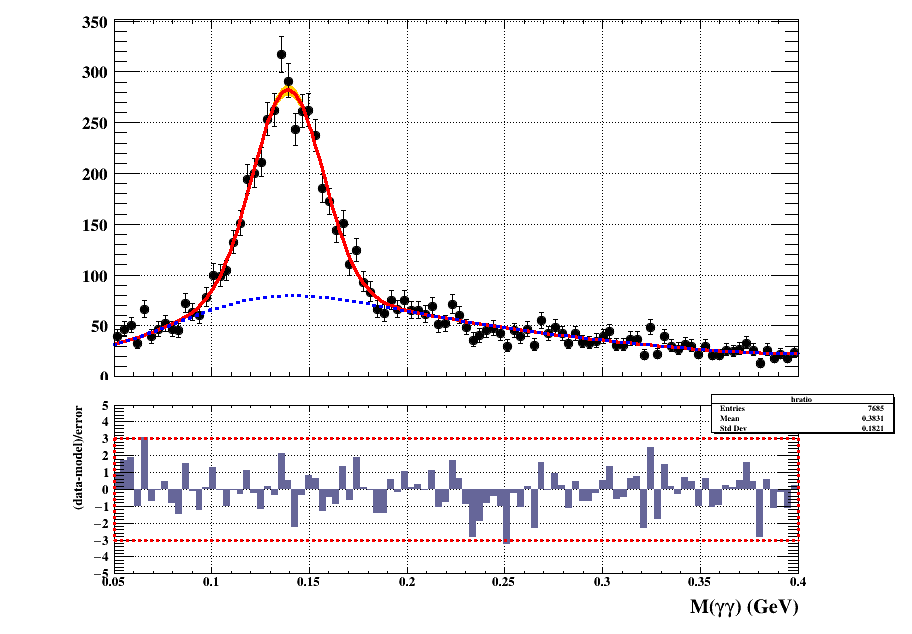 350
300
250
200
150
100
50
0
(data-model)/error
5
4
3
2
1
0
−1
−2
−3
−4
−5
hratio
Entries 7685
Mean 0.3831
Std Dev 0.1821
0.05 0.1 0.15 0.2 0.25 0.3 0.35 0.4
M(γγ) (GeV)